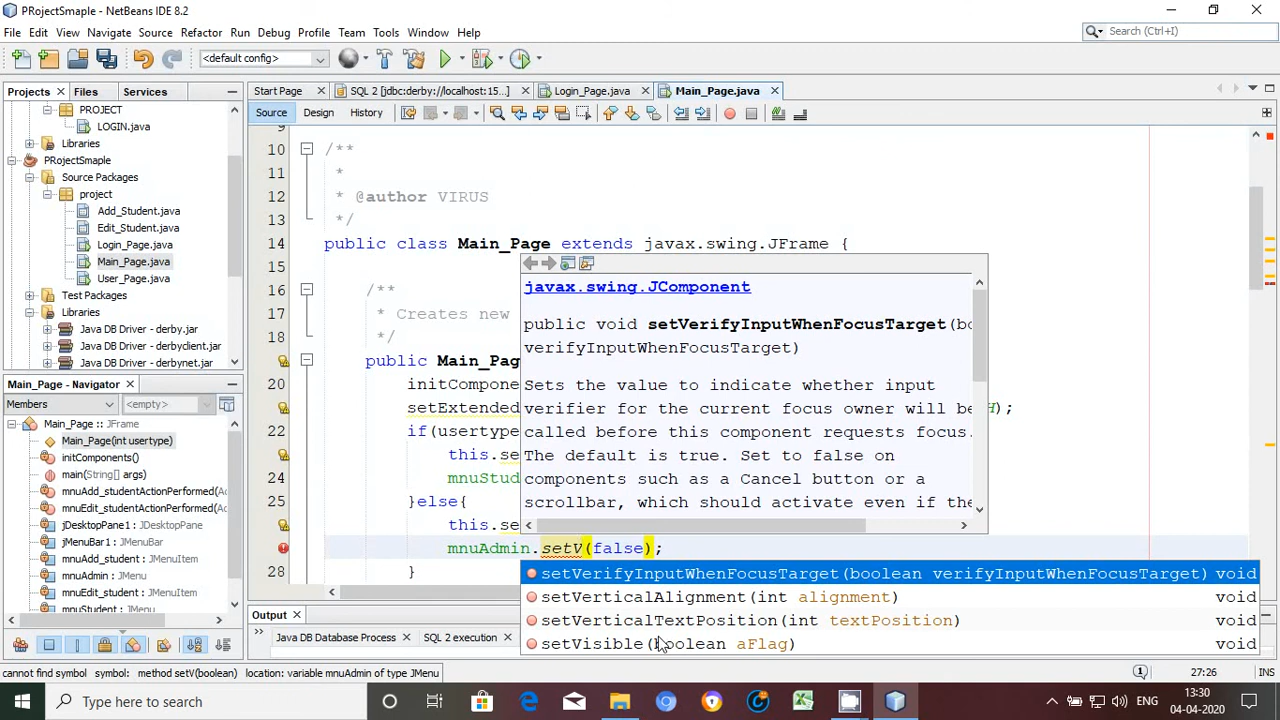 PRojectSmaple - NetBeans IDE 8.2
File Edit View Navigate Source Refactor Run Debug Profile Team Tools Window Help
Search (Ctrl+I)
<default config>
Projects Files Services
Start Page SQL 2 [jdbc:derby://localhost:15... Login_Page.java Main_Page.java
Source Design History
PROJECT
LOGIN.java
Libraries
PRojectSmaple
Source Packages
project
Add_Student.java
Edit_Student.java
Login_Page.java
Main_Page.java
User_Page.java
Test Packages
Libraries
Java DB Driver - derby.jar
Java DB Driver - derbyclient.jar
Java DB Driver - derbynet.jar
Main_Page - Navigator
Members <empty>
Main_Page :: JFrame
Main_Page(int usertype)
initComponents()
main(String[] args)
mnuAdd_studentActionPerformed(Ac
mnuEdit_studentActionPerformed(Ac
jDesktopPane1 : JDesktopPane
jMenuBar1 : JMenuBar
mnuAdd_student : JMenuItem
mnuAdmin : JMenu
mnuEdit_student : JMenuItem
mnuStudent : JMenu
9
10 /**
11 *
12 * @author VIRUS
13 */
14 public class Main_Page extends javax.swing.JFrame {
15
16 /**
17 * Creates new
18 */
public Main_Pag
20 initCompone
setExtended H);
22 if(usertype
this.se
24 mnuStud
25 }else{
this.se
mnuAdmin.setV(false);
28 }
javax.swing.JComponent
public void setVerifyInputWhenFocusTarget(bo
verifyInputWhenFocusTarget)
Sets the value to indicate whether input
verifier for the current focus owner will be
called before this component requests focus.
The default is true. Set to false on
components such as a Cancel button or a
scrollbar, which should activate even if the
setVerifyInputWhenFocusTarget(boolean verifyInputWhenFocusTarget) void
setVerticalAlignment(int alignment) void
setVerticalTextPosition(int textPosition) void
setVisible(boolean aFlag) void
Output
Java DB Database Process SQL 2 execution
cannot find symbol symbol: method setV(boolean) location: variable mnuAdmin of type JMenu 1 27:26 INS
Type here to search
ENG
13:30
04-04-2020